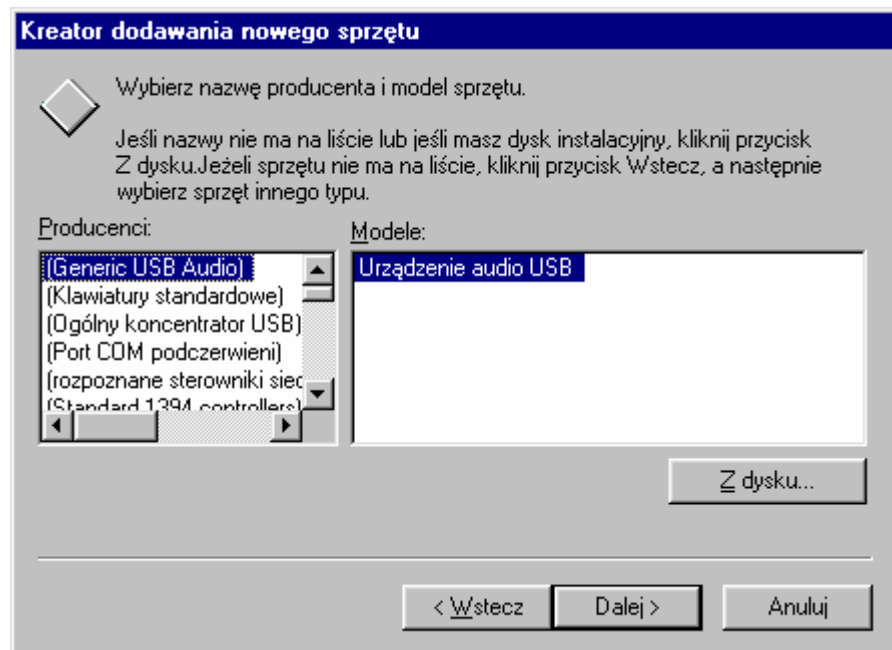 Kreator dodawania nowego sprzętu
Wybierz nazwę producenta i model sprzętu.
Jeśli nazwy nie ma na liście lub jeśli masz dysk instalacyjny, kliknij przycisk
Z dysku.Jeżeli sprzętu nie ma na liście, kliknij przycisk Wstecz, a następnie
wybierz sprzęt innego typu.
Producenci:
(Generic USB Audio)
(Klawiatury standardowe)
(Ogólny koncentrator USB)
(Port COM podczerwieni)
(rozpoznane sterowniki siec
(Standard 1394 controllers)
Modele:
Urządzenie audio USB
Z dysku...
< Wstecz
Dalej >
Anuluj